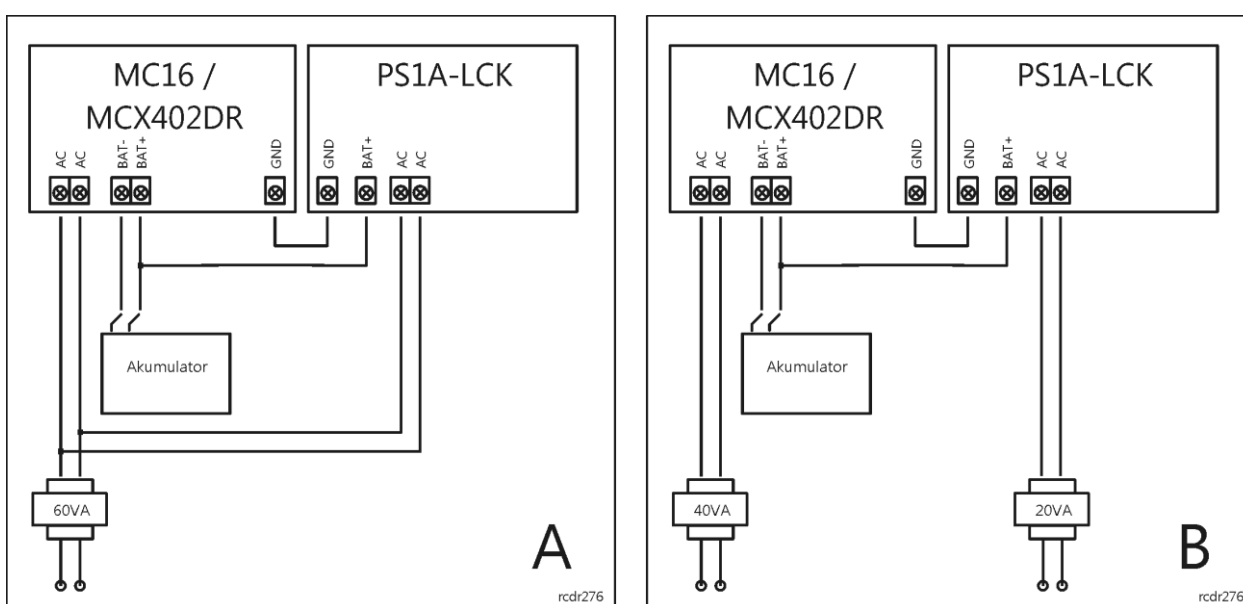 MC16 /
MCX402DR
PS1A-LCK
AC
AC
BAT-
BAT+
GND
GND
BAT+
AC
AC
Akumulator
60VA
A
rcdr276
MC16 /
MCX402DR
PS1A-LCK
AC
AC
BAT-
BAT+
GND
GND
BAT+
AC
AC
Akumulator
40VA
20VA
B
rcdr276